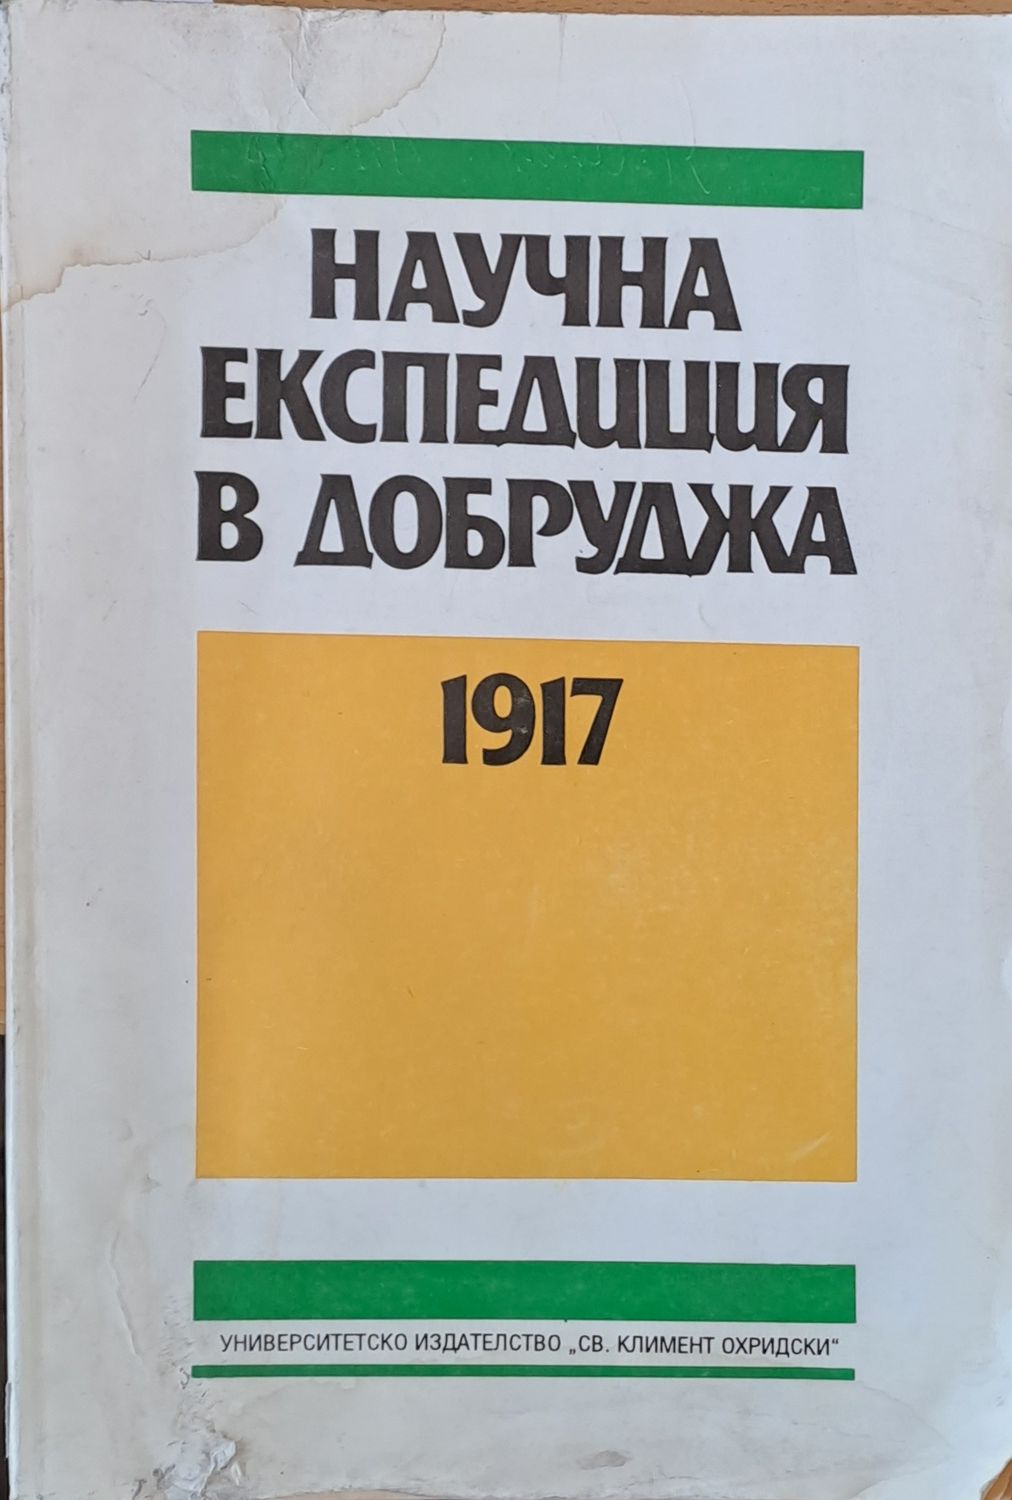 НАУЧНА
ЕКСПЕДИЦИЯ
В ДОБРУДЖА
1917
УНИВЕРСИТЕТСКО ИЗДАТЕЛСТВО „СВ. КЛИМЕНТ ОХРИДСКИ“